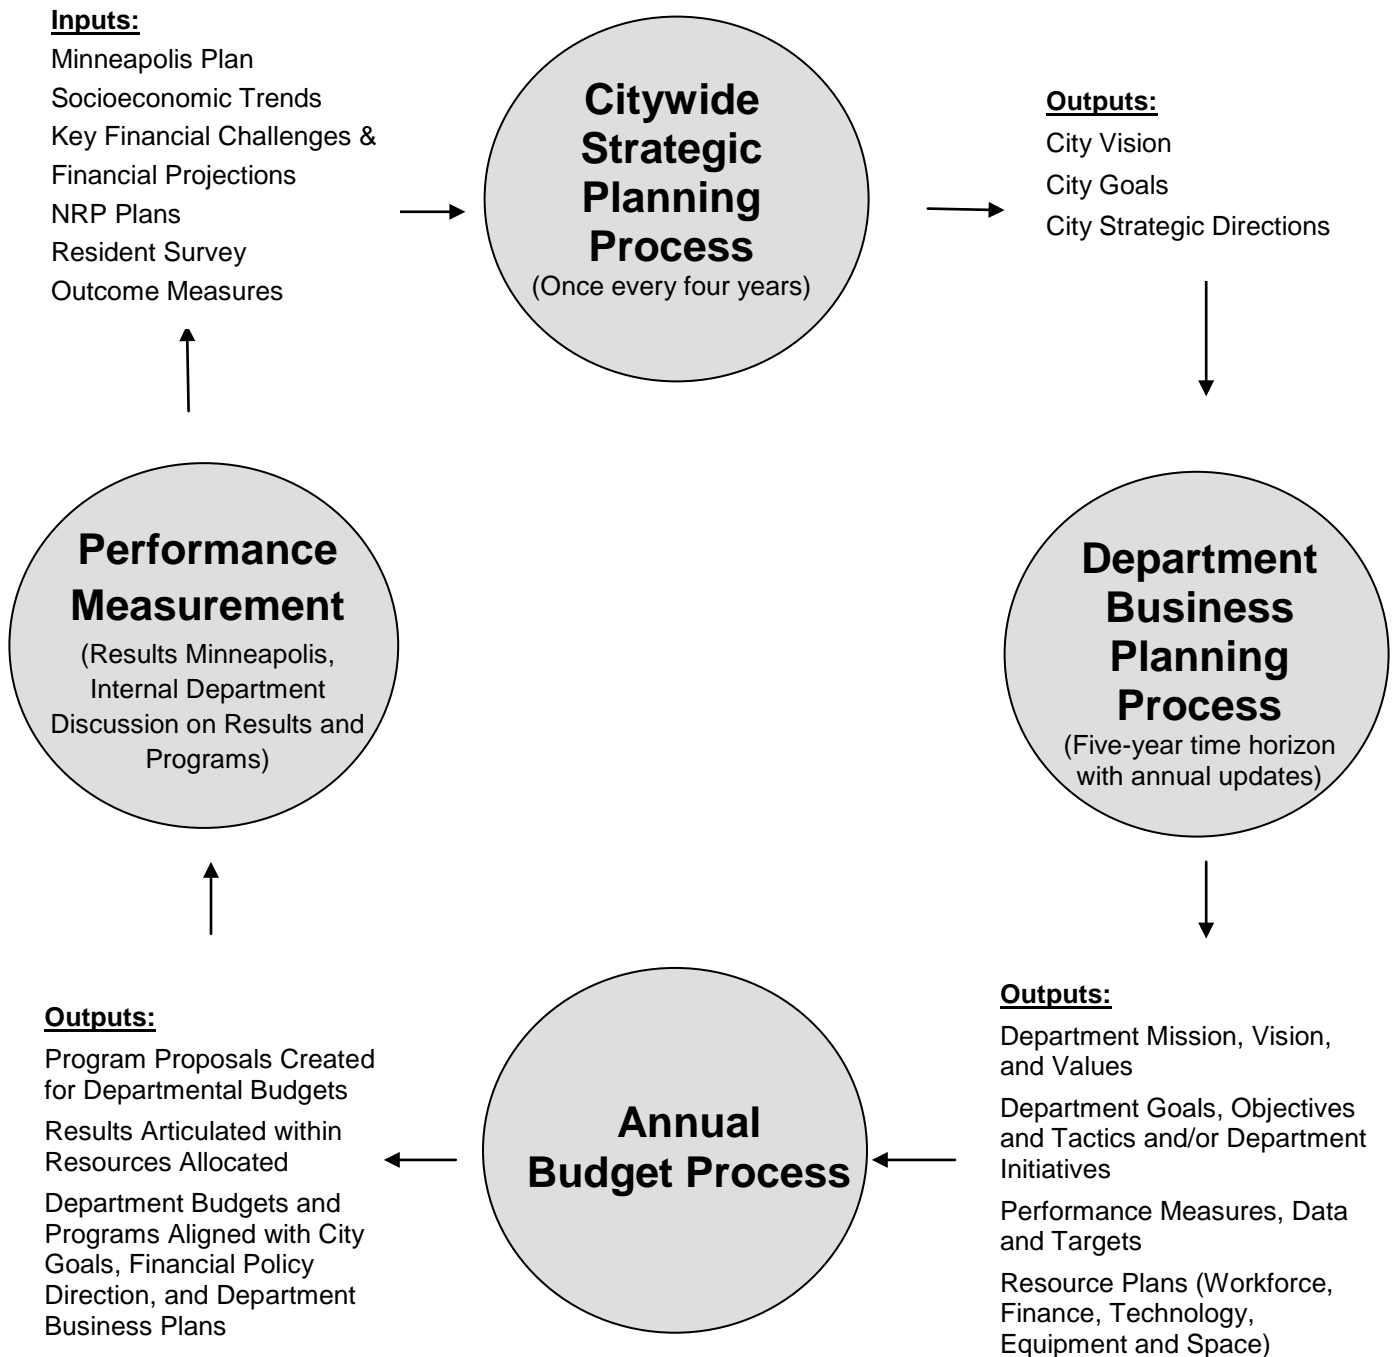 Inputs:
Minneapolis Plan
Socioeconomic Trends
Key Financial Challenges &
Financial Projections
NRP Plans
Resident Survey
Outcome Measures
Citywide
Strategic
Planning
Process
(Once every four years)
Outputs:
City Vision
City Goals
City Strategic Directions
Department
Business
Planning
Process
(Five-year time horizon
with annual updates)
Outputs:
Department Mission, Vision,
and Values
Department Goals, Objectives
and Tactics and/or Department
Initiatives
Performance Measures, Data
and Targets
Resource Plans (Workforce,
Finance, Technology,
Equipment and Space)
Annual
Budget Process
Outputs:
Program Proposals Created
for Departmental Budgets
Results Articulated within
Resources Allocated
Department Budgets and
Programs Aligned with City
Goals, Financial Policy
Direction, and Department
Business Plans
Performance
Measurement
(Results Minneapolis,
Internal Department
Discussion on Results and
Programs)